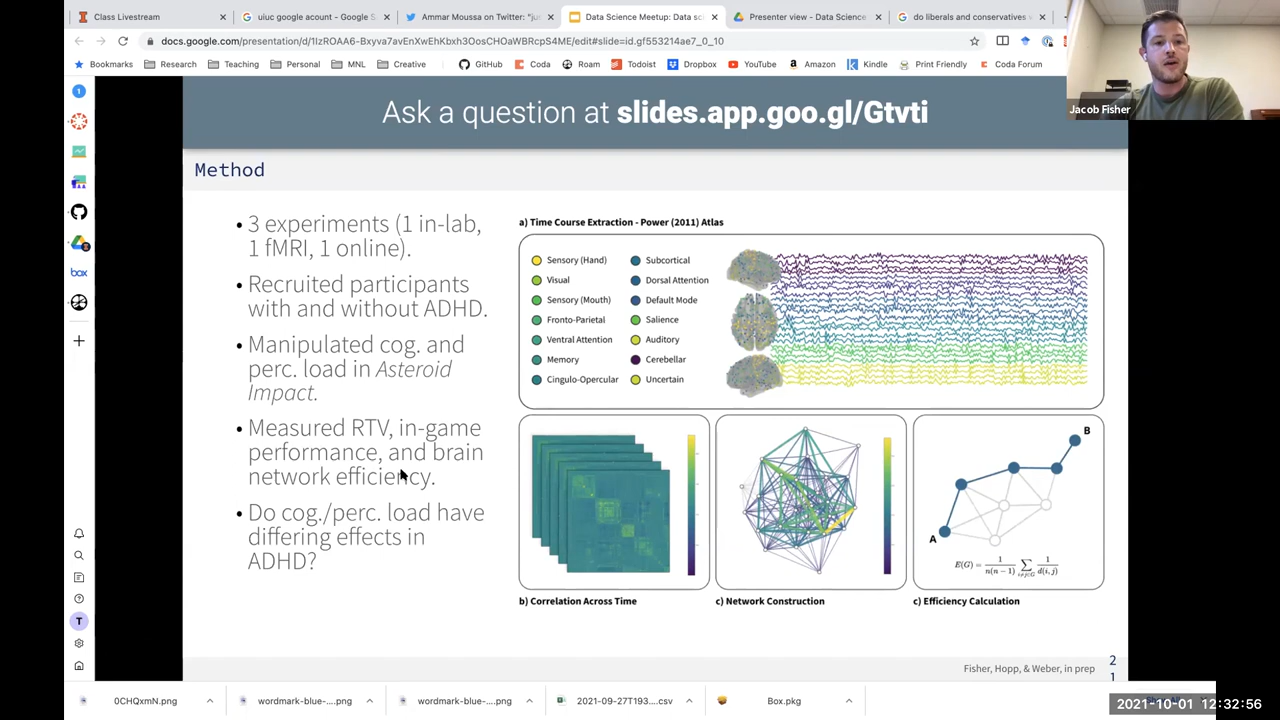 Class Livestream
uiuc google acount - Google S
Ammar Moussa on Twitter: "ju
Data Science Meetup: Data sci
Presenter view - Data Science
do liberals and conservatives
docs.google.com/presentation/d/1IzROAA6-Bxyva7avEnXwEhKbxh3OosCHOaWBRcpS4ME/edit#slide=id.gf553214ae7_0_10
Bookmarks
Research
Teaching
Personal
MNL
Creative
GitHub
Coda
Roam
Todoist
Dropbox
YouTube
Amazon
Kindle
Print Friendly
Coda Forum
Jacob Fisher
1
box
T
Ask a question at slides.app.goo.gl/Gtvti
Method
• 3 experiments (1 in-lab,
1 fMRI, 1 online).
• Recruited participants
with and without ADHD.
• Manipulated cog. and
perc. load in Asteroid
Impact.
• Measured RTV, in-game
performance, and brain
network efficiency.
• Do cog./perc. load have
differing effects in
ADHD?
a) Time Course Extraction - Power (2011) Atlas
Sensory (Hand)
Visual
Sensory (Mouth)
Fronto-Parietal
Ventral Attention
Memory
Cingulo-Opercular
Subcortical
Dorsal Attention
Default Mode
Salience
Auditory
Cerebellar
Uncertain
b) Correlation Across Time
c) Network Construction
A
B
E(G) = 1/n(n−1) ∑ i≠j∈G 1/d(i,j)
c) Efficiency Calculation
Fisher, Hopp, & Weber, in prep
2
1
0CHQxmN.png
wordmark-blue-....png
wordmark-blue-....png
2021-09-27T193....csv
Box.pkg
2021-10-01 12:32:56